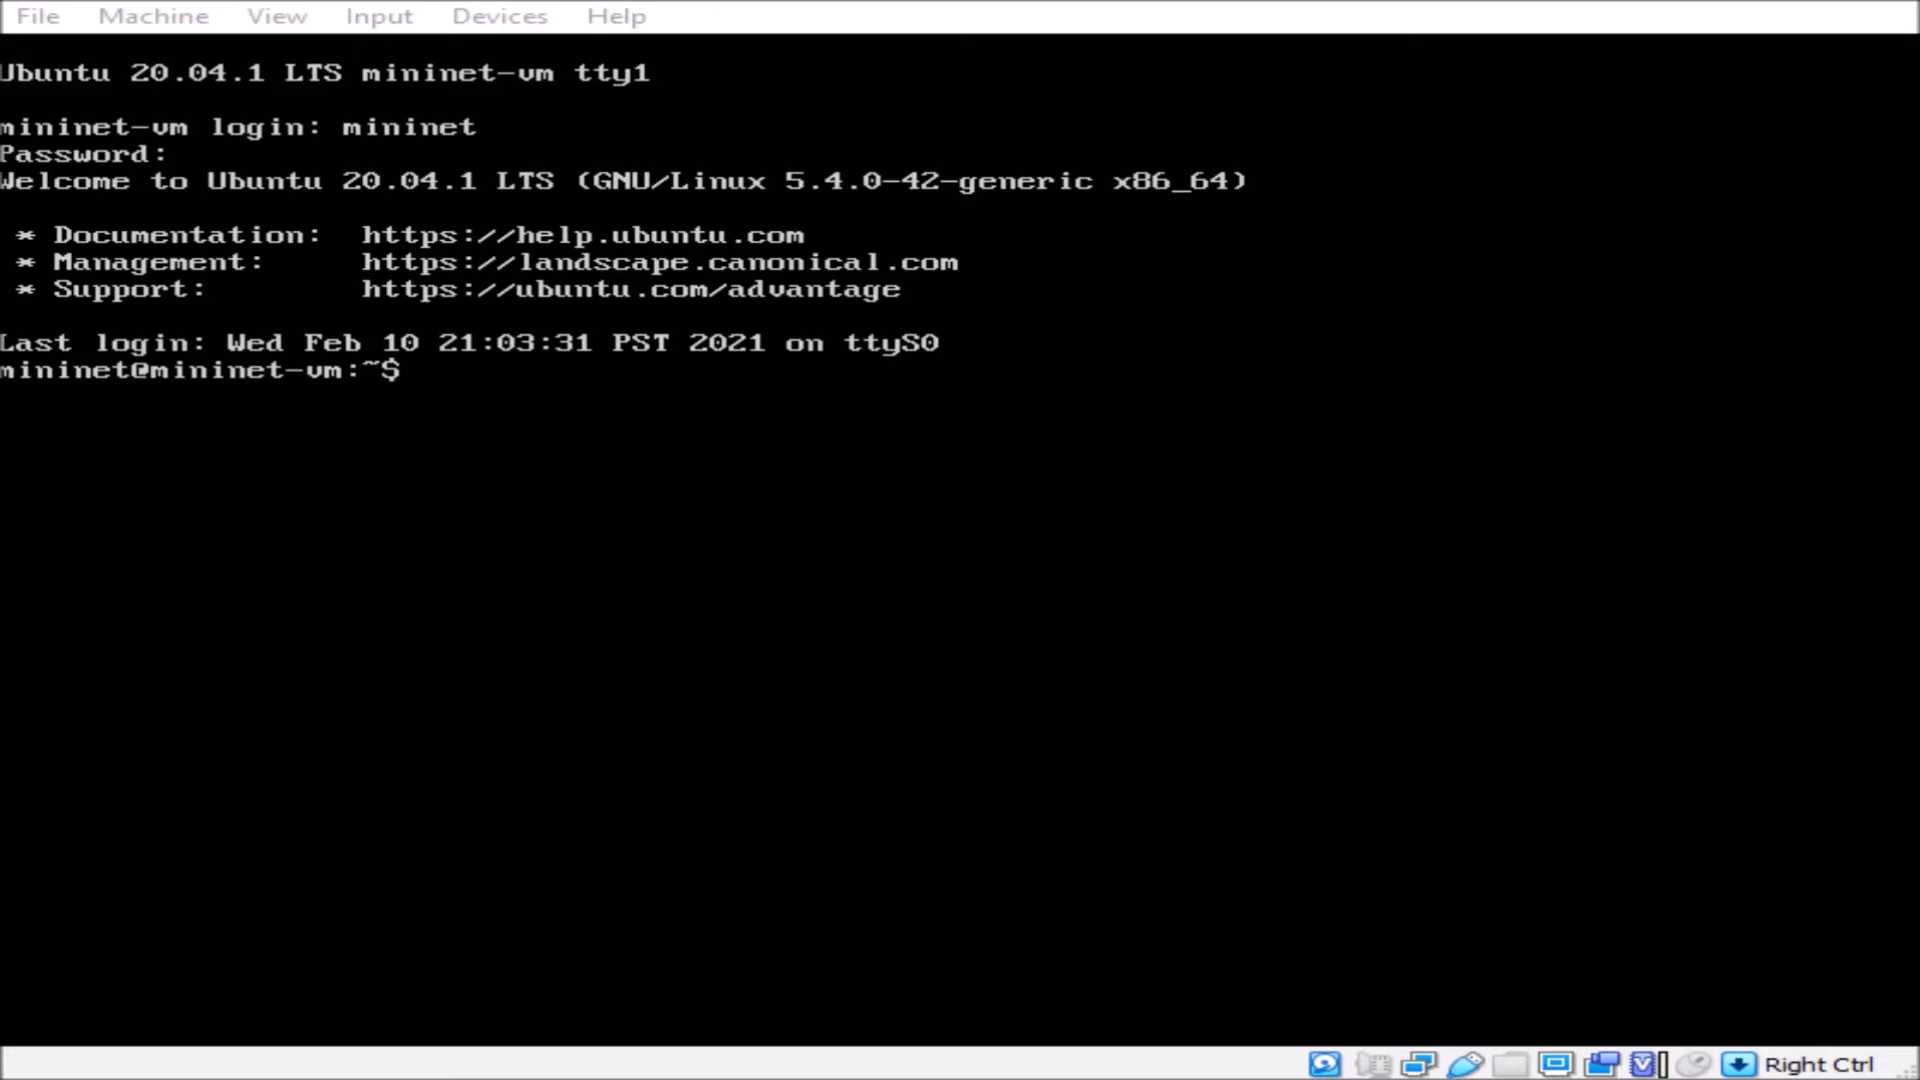 File Machine View Input Devices Help
Ubuntu 20.04.1 LTS mininet-vm tty1
mininet-vm login: mininet
Password:
Welcome to Ubuntu 20.04.1 LTS (GNU/Linux 5.4.0-42-generic x86_64)
* Documentation: https://help.ubuntu.com
* Management: https://landscape.canonical.com
* Support: https://ubuntu.com/advantage
Last login: Wed Feb 10 21:03:31 PST 2021 on ttyS0
mininet@mininet-vm:~$
Right Ctrl